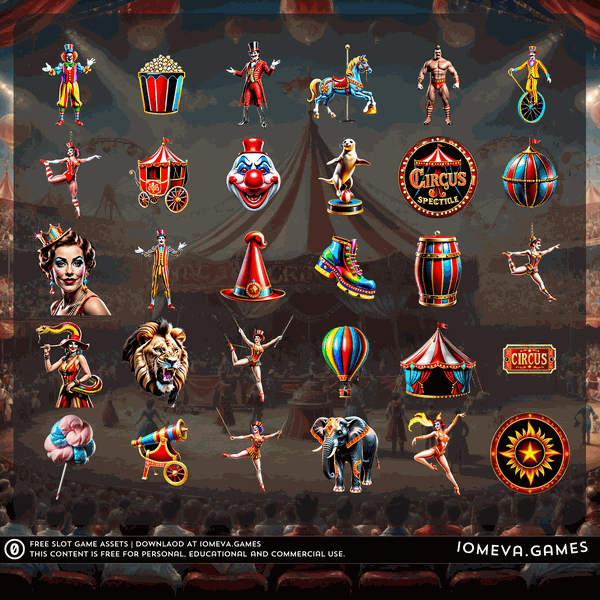 CIRCUS
SPECTICLE
CIRCUS
FREE SLOT GAME ASSETS | DOWNLAOD AT IOMEVA.GAMES
THIS CONTENT IS FREE FOR PERSONAL, EDUCATIONAL AND COMMERCIAL USE.
IOMEVA.GAMES